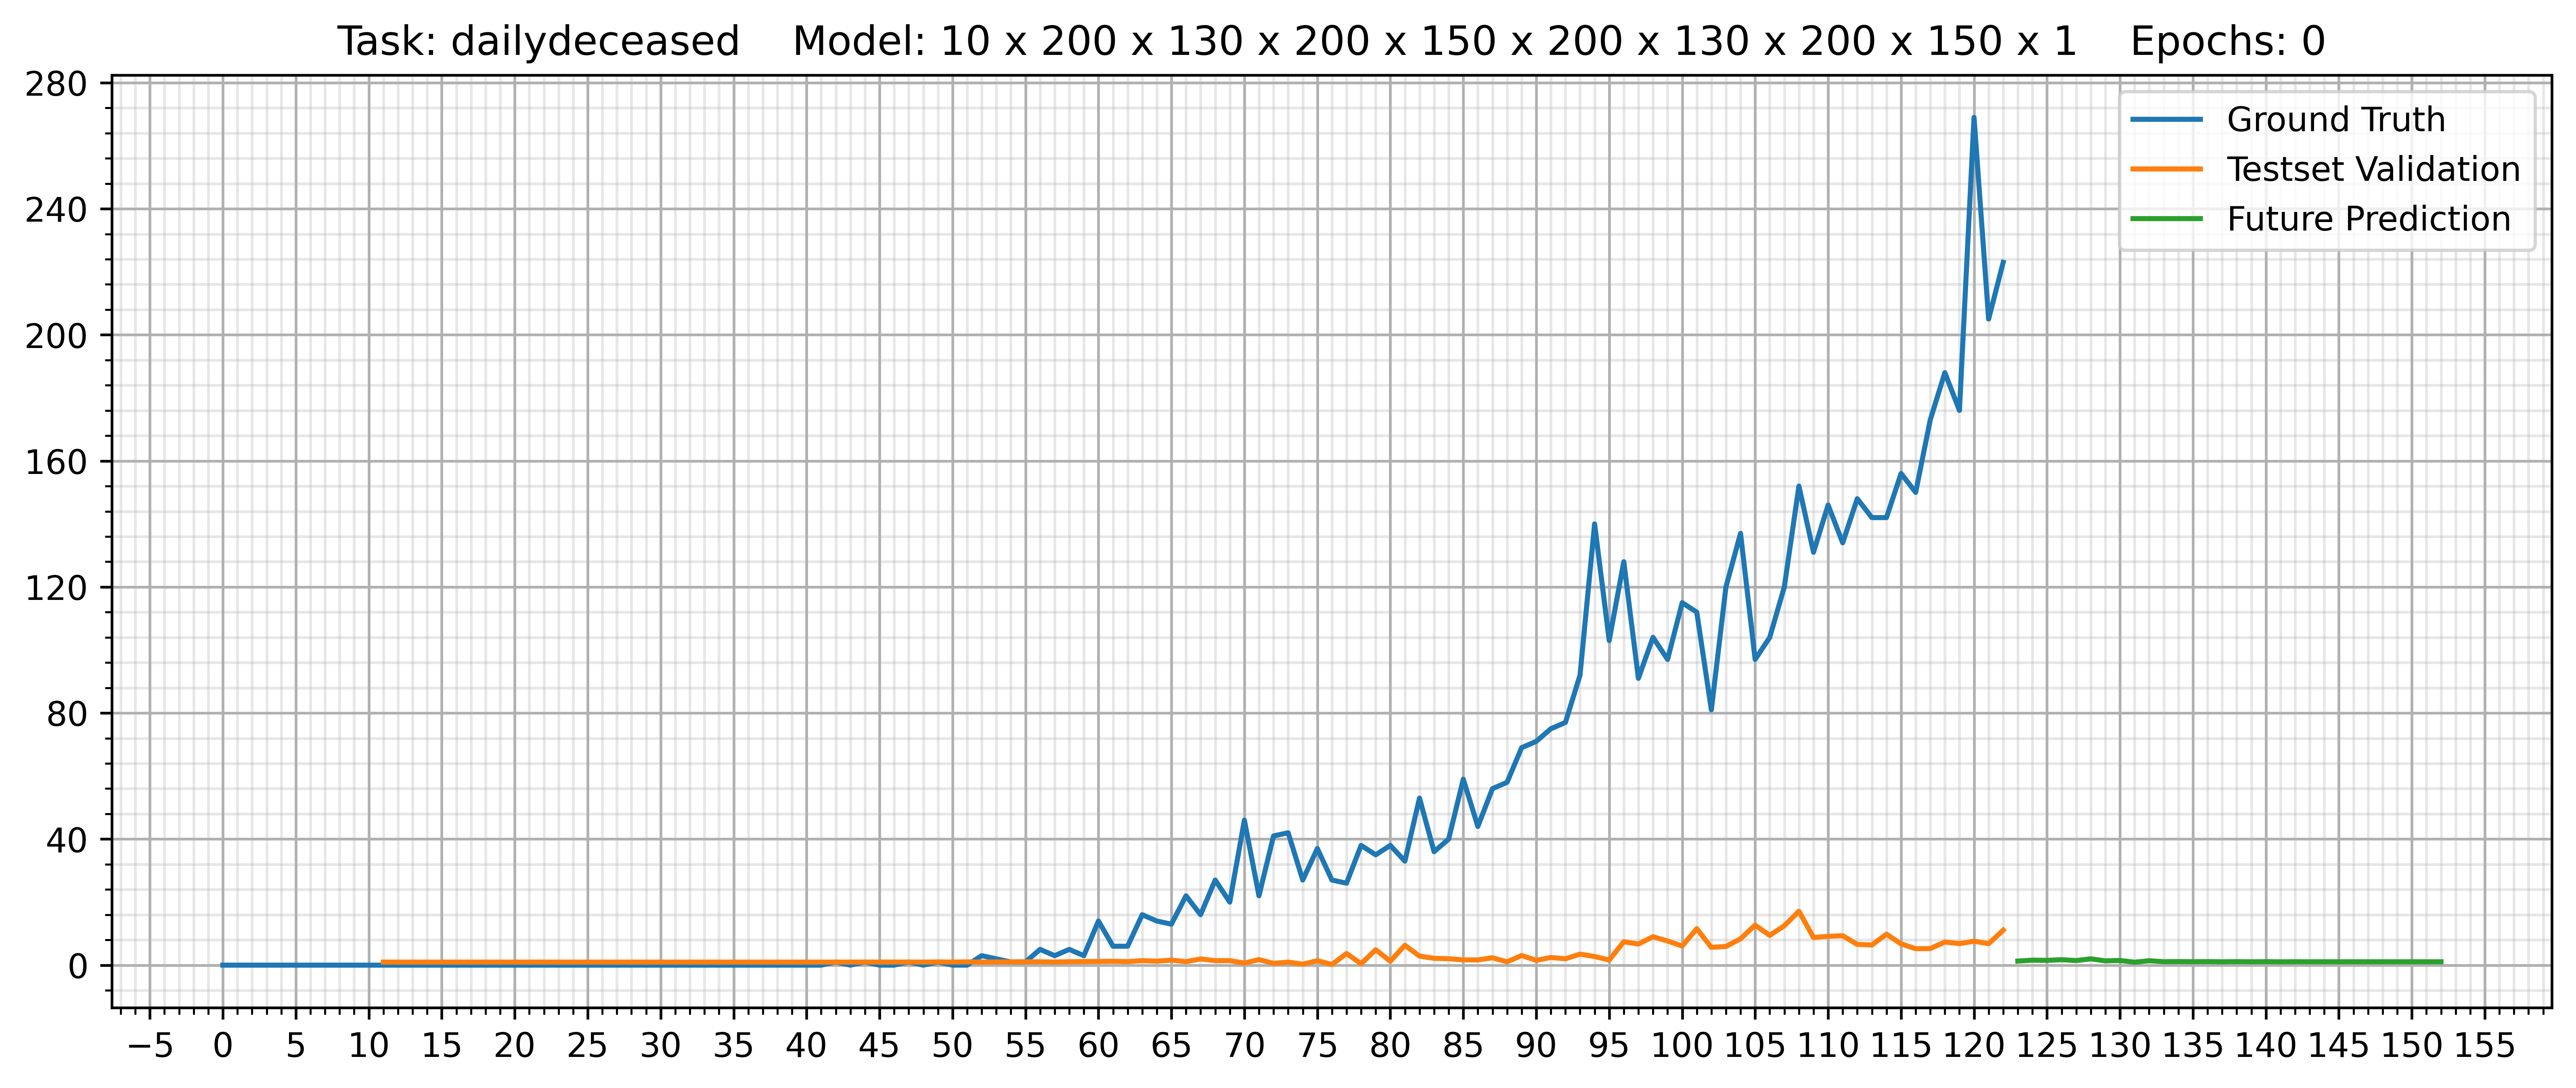 Task: dailydeceased    Model: 10 x 200 x 130 x 200 x 150 x 200 x 130 x 200 x 150 x 1    Epochs: 0
280
240
200
160
120
80
40
0
Ground Truth
Testset Validation
Future Prediction
−5 0 5 10 15 20 25 30 35 40 45 50 55 60 65 70 75 80 85 90 95 100 105 110 115 120 125 130 135 140 145 150 155